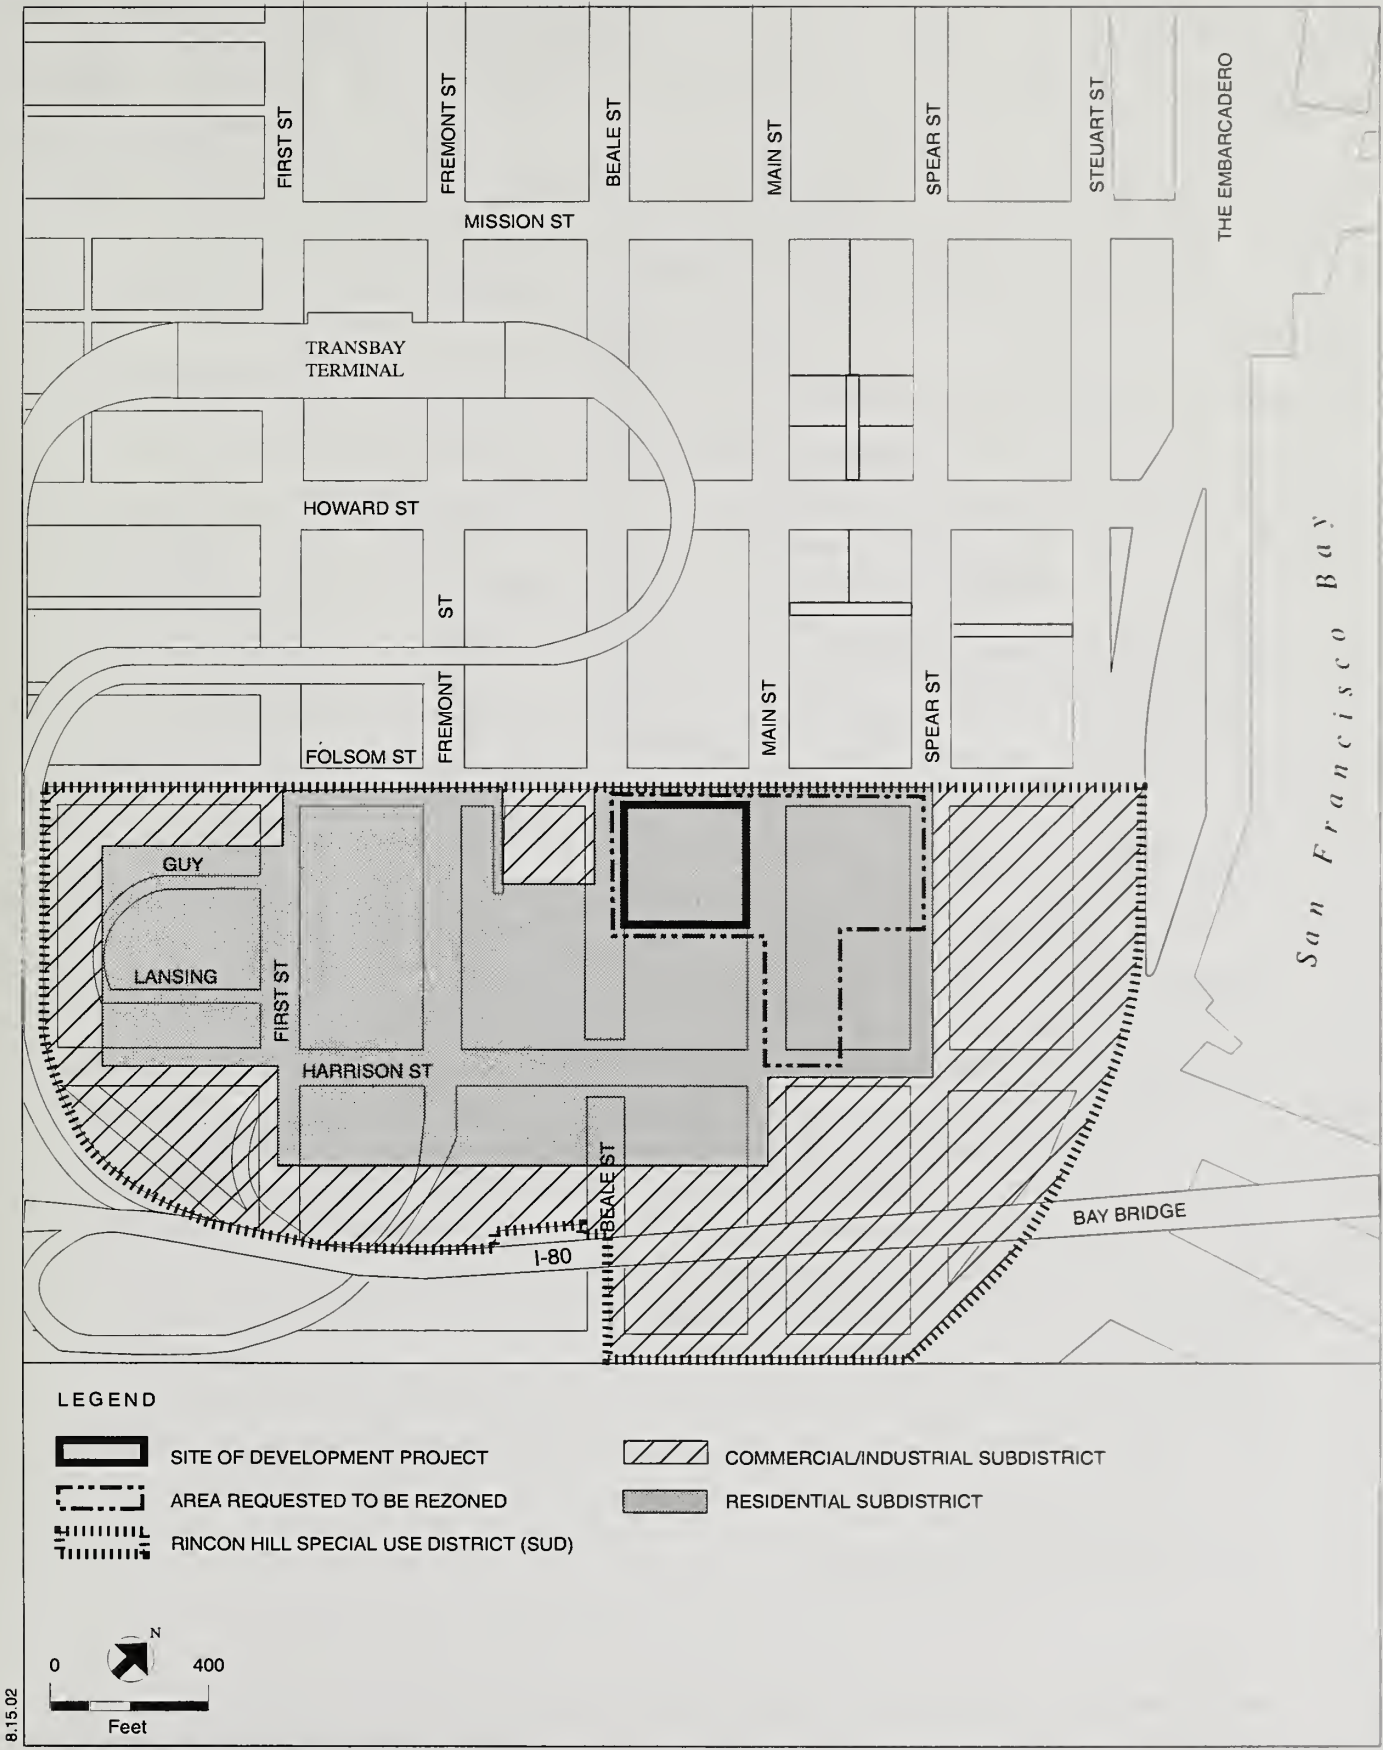 FIRST ST
FREMONT ST
BEALE ST
MAIN ST
SPEAR ST
STEUART ST
THE EMBARCADERO
MISSION ST
TRANSBAY
TERMINAL
HOWARD ST
San Francisco Bay
FREMONT ST
MAIN ST
SPEAR ST
FOLSOM ST
GUY
LANSING
FIRST ST
HARRISON ST
BEALE ST
BAY BRIDGE
I-80
LEGEND
SITE OF DEVELOPMENT PROJECT
COMMERCIAL/INDUSTRIAL SUBDISTRICT
AREA REQUESTED TO BE REZONED
RESIDENTIAL SUBDISTRICT
RINCON HILL SPECIAL USE DISTRICT (SUD)
N
0 400
Feet
8.15.02